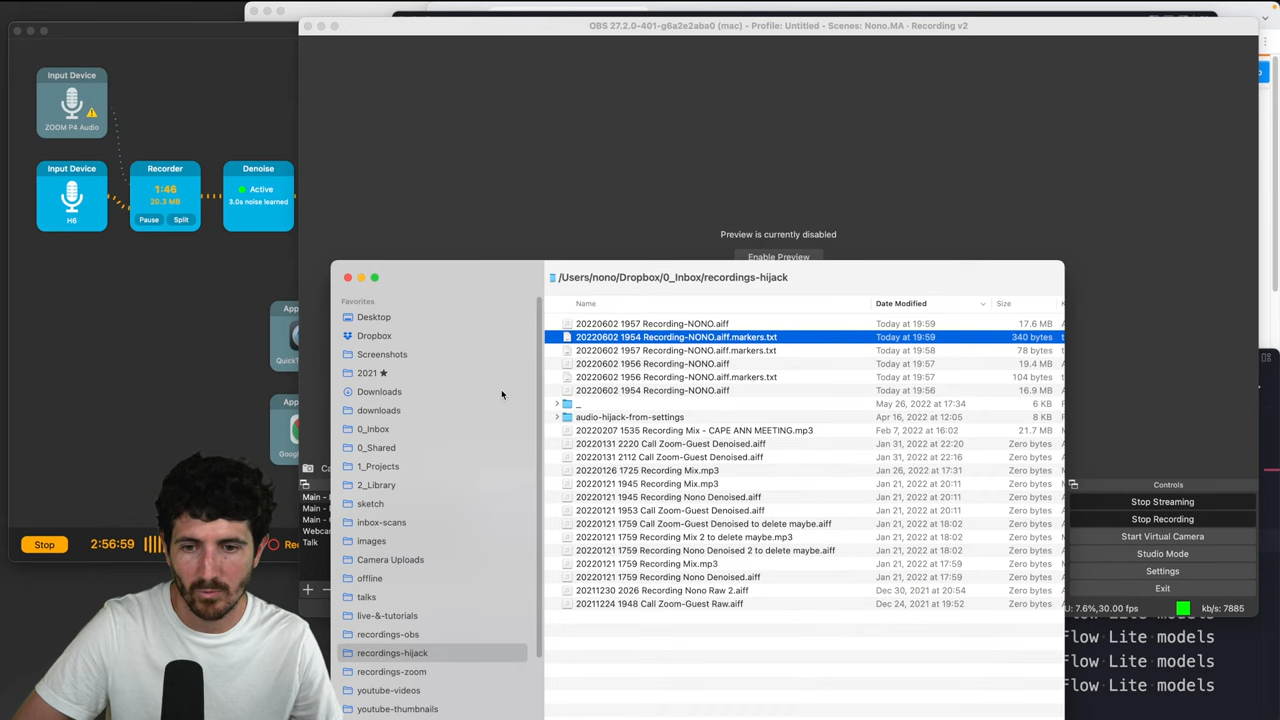 OBS 27.2.0-401-g6a2e2aba0 (mac) - Profile: Untitled - Scenes: Nono.MA - Recording v2
Input Device
ZOOM P4 Audio
Input Device
H6
Recorder
1:46
20.3 MB
Pause
Split
Denoise
Active
3.0s noise learned
Preview is currently disabled
Enable Preview
/Users/nono/Dropbox/0_Inbox/recordings-hijack
Favorites
Desktop
Dropbox
Screenshots
2021 ★
Downloads
downloads
0_Inbox
0_Shared
1_Projects
2_Library
sketch
inbox-scans
images
Camera Uploads
offline
talks
live-&-tutorials
recordings-obs
recordings-hijack
recordings-zoom
youtube-videos
youtube-thumbnails
Name Date Modified Size
20220602 1957 Recording-NONO.aiff Today at 19:59 17.6 MB
20220602 1954 Recording-NONO.aiff.markers.txt Today at 19:59 340 bytes
20220602 1957 Recording-NONO.aiff.markers.txt Today at 19:58 78 bytes
20220602 1956 Recording-NONO.aiff Today at 19:57 19.4 MB
20220602 1956 Recording-NONO.aiff.markers.txt Today at 19:57 104 bytes
20220602 1954 Recording-NONO.aiff Today at 19:56 16.9 MB
_ May 26, 2022 at 17:34 6 KB
audio-hijack-from-settings Apr 16, 2022 at 12:05 8 KB
20220207 1535 Recording Mix - CAPE ANN MEETING.mp3 Feb 7, 2022 at 16:02 21.7 MB
20220131 2220 Call Zoom-Guest Denoised.aiff Jan 31, 2022 at 22:20 Zero bytes
20220131 2112 Call Zoom-Guest Denoised.aiff Jan 31, 2022 at 22:16 Zero bytes
20220126 1725 Recording Mix.mp3 Jan 26, 2022 at 17:31 Zero bytes
20220121 1945 Recording Mix.mp3 Jan 21, 2022 at 20:11 Zero bytes
20220121 1945 Recording Nono Denoised.aiff Jan 21, 2022 at 20:11 Zero bytes
20220121 1953 Call Zoom-Guest Denoised.aiff Jan 21, 2022 at 20:11 Zero bytes
20220121 1759 Call Zoom-Guest Denoised to delete maybe.aiff Jan 21, 2022 at 18:02 Zero bytes
20220121 1759 Recording Mix 2 to delete maybe.mp3 Jan 21, 2022 at 18:02 Zero bytes
20220121 1759 Recording Nono Denoised 2 to delete maybe.aiff Jan 21, 2022 at 18:02 Zero bytes
20220121 1759 Recording Mix.mp3 Jan 21, 2022 at 17:59 Zero bytes
20220121 1759 Recording Nono Denoised.aiff Jan 21, 2022 at 17:59 Zero bytes
20211230 2026 Recording Nono Raw 2.aiff Dec 30, 2021 at 20:54 Zero bytes
20211224 1948 Call Zoom-Guest Raw.aiff Dec 24, 2021 at 19:52 Zero bytes
Stop
2:56:59
Talk
Controls
Stop Streaming
Stop Recording
Start Virtual Camera
Studio Mode
Settings
Exit
U: 7.6%,30.00 fps
kb/s: 7885
flow Lite models
flow Lite models
flow Lite models